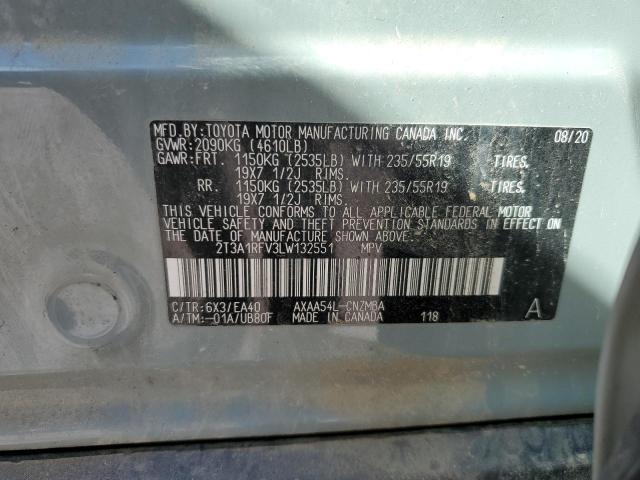 MFD.BY:TOYOTA MOTOR MANUFACTURING CANADA INC. 08/20
GVWR:2090KG (4610LB)
GAWR:FRT. 1150KG (2535LB) WITH 235/55R19 TIRES,
19X7 1/2J RIMS.
RR. 1150KG (2535LB) WITH 235/55R19 TIRES,
19X7 1/2J RIMS.
THIS VEHICLE CONFORMS TO ALL APPLICABLE FEDERAL MOTOR
VEHICLE SAFETY AND THEFT PREVENTION STANDARDS IN EFFECT ON
THE DATE OF MANUFACTURE SHOWN ABOVE.
2T3A1RFV3LW132551 MPV
C/TR:6X3/EA40 AXAA54L-CNZMBA A
A/TM:-01A/UB80F MADE IN CANADA 118